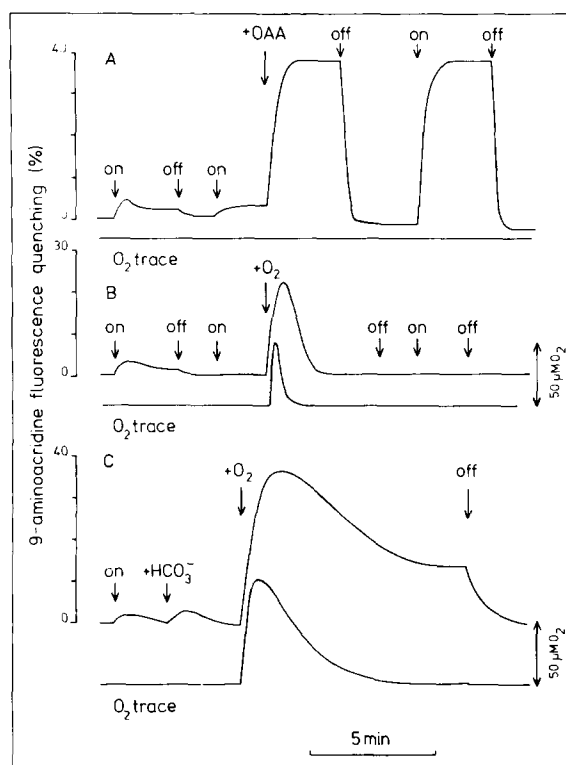 9-aminoacridine fluorescence quenching (%)
40
A
+OAA
off
on
off
on
off
on
O₂ trace
30
B
+O₂
on
off
on
off
on
off
0
50 µM O₂
O₂ trace
40
C
+O₂
off
on
+HCO₃⁻
0
50 µM O₂
O₂ trace
5 min